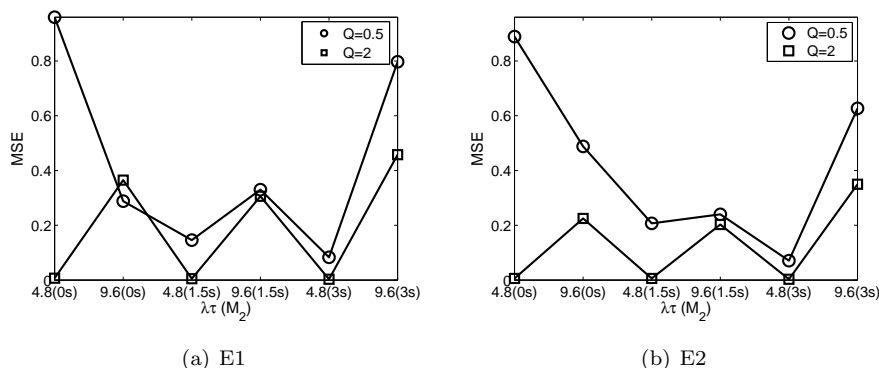 Q=0.5
Q=2
0.8
0.6
0.4
0.2
0
MSE
4.8(0s) 9.6(0s) 4.8(1.5s) 9.6(1.5s) 4.8(3s) 9.6(3s)
λτ (M₂)
(a) E1
Q=0.5
Q=2
0.8
0.6
0.4
0.2
0
MSE
4.8(0s) 9.6(0s) 4.8(1.5s) 9.6(1.5s) 4.8(3s) 9.6(3s)
λτ (M₂)
(b) E2